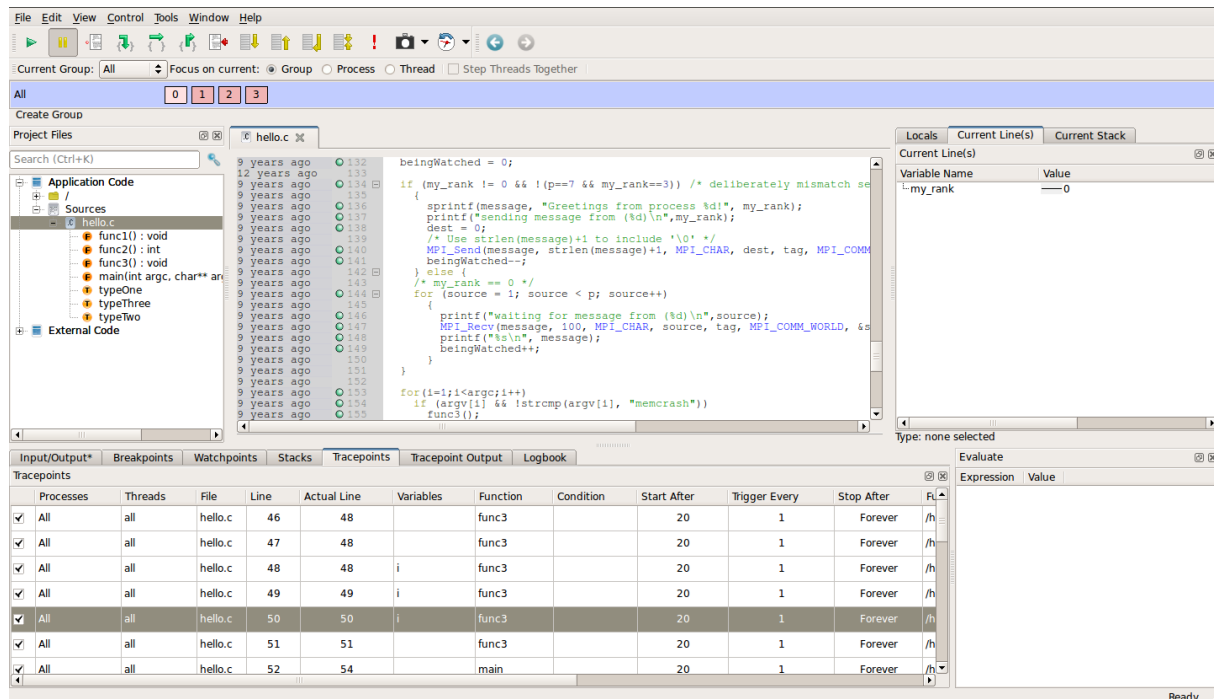 File Edit View Control Tools Window Help
Current Group: All Focus on current: Group Process Thread Step Threads Together
All 0 1 2 3
Create Group
Project Files
Search (Ctrl+K)
Application Code
/
Sources
hello.c
func1() : void
func2() : int
func3() : void
main(int argc, char** ar
typeOne
typeThree
typeTwo
External Code
hello.c
9 years ago 132 beingWatched = 0;
12 years ago 133
9 years ago 134 if (my_rank != 0 && !(p==7 && my_rank==3)) /* deliberately mismatch se
9 years ago 135 {
9 years ago 136 sprintf(message, "Greetings from process %d!", my_rank);
9 years ago 137 printf("sending message from (%d)\n",my_rank);
9 years ago 138 dest = 0;
9 years ago 139 /* Use strlen(message)+1 to include '\0' */
9 years ago 140 MPI_Send(message, strlen(message)+1, MPI_CHAR, dest, tag, MPI_COMM
9 years ago 141 beingWatched--;
9 years ago 142 } else {
9 years ago 143 /* my_rank == 0 */
9 years ago 144 for (source = 1; source < p; source++)
9 years ago 145 {
9 years ago 146 printf("waiting for message from (%d)\n",source);
9 years ago 147 MPI_Recv(message, 100, MPI_CHAR, source, tag, MPI_COMM_WORLD, &s
9 years ago 148 printf("%s\n", message);
9 years ago 149 beingWatched++;
9 years ago 150 }
9 years ago 151 }
9 years ago 152
9 years ago 153 for(i=1;i<argc;i++)
9 years ago 154 if (argv[i] && !strcmp(argv[i], "memcrash"))
9 years ago 155 func3();
Locals Current Line(s) Current Stack
Current Line(s)
Variable Name Value
my_rank 0
Type: none selected
Input/Output* Breakpoints Watchpoints Stacks Tracepoints Tracepoint Output Logbook
Tracepoints
Processes Threads File Line Actual Line Variables Function Condition Start After Trigger Every Stop After Fu
All all hello.c 46 48 func3 20 1 Forever /h
All all hello.c 47 48 func3 20 1 Forever /h
All all hello.c 48 48 i func3 20 1 Forever /h
All all hello.c 49 49 i func3 20 1 Forever /h
All all hello.c 50 50 i func3 20 1 Forever /h
All all hello.c 51 51 func3 20 1 Forever /h
All all hello.c 52 54 main 20 1 Forever /h
Evaluate
Expression Value
Ready